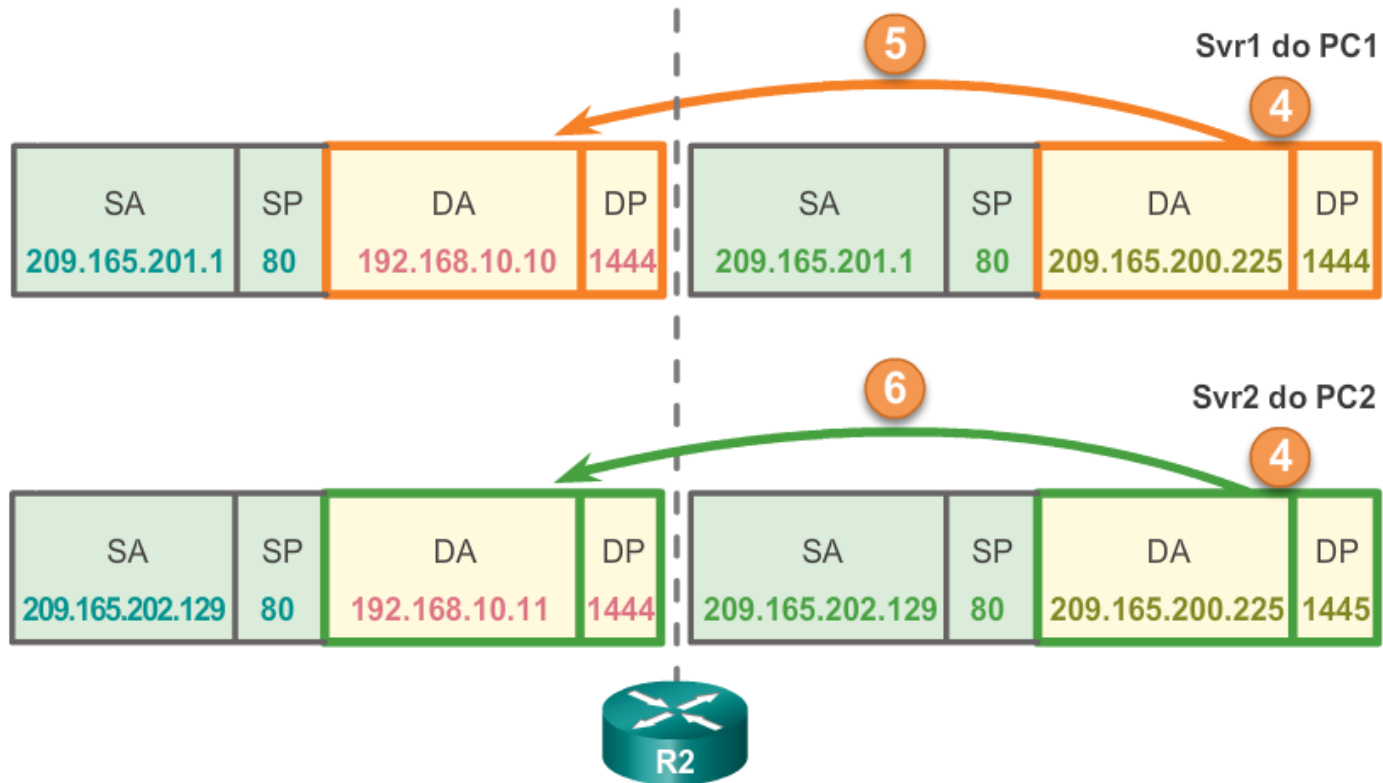 5
Svr1 do PC1
4
SA SP DA DP SA SP DA DP
209.165.201.1 80 192.168.10.10 1444 209.165.201.1 80 209.165.200.225 1444
6
Svr2 do PC2
4
SA SP DA DP SA SP DA DP
209.165.202.129 80 192.168.10.11 1444 209.165.202.129 80 209.165.200.225 1445
R2